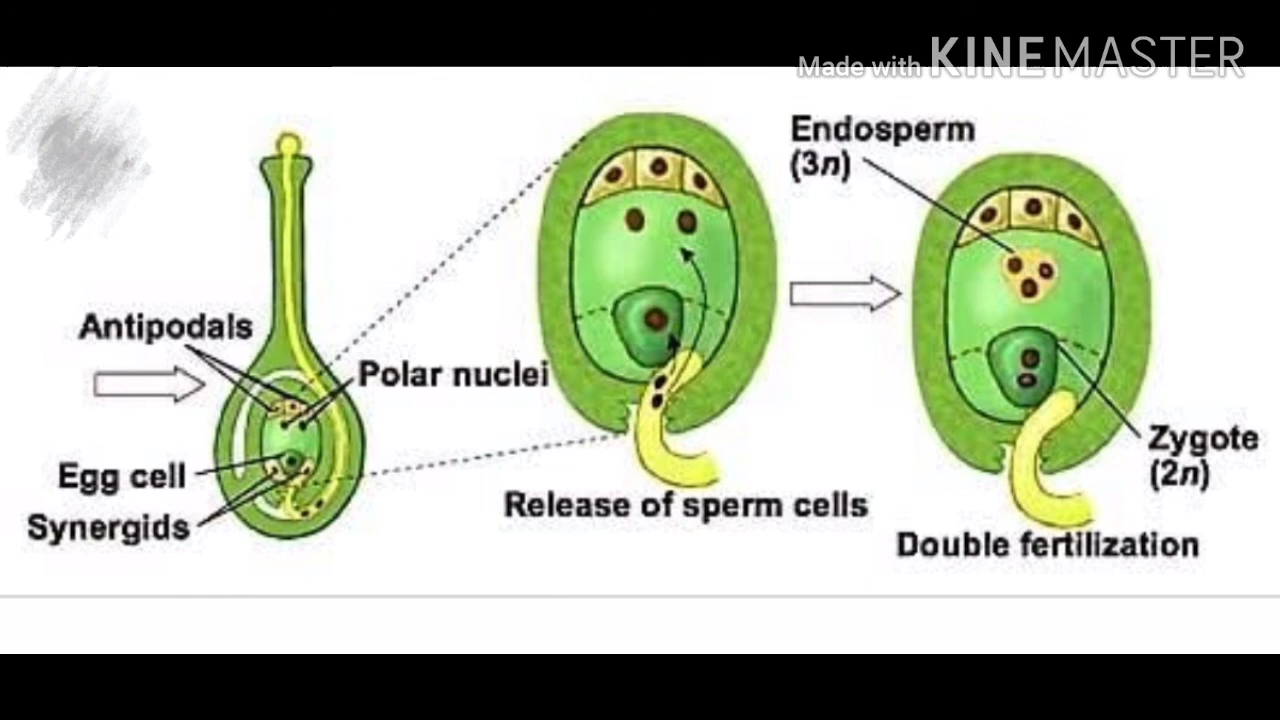 Made with KINEMASTER
Antipodals
Polar nuclei
Egg cell
Synergids
Release of sperm cells
Endosperm
(3n)
Zygote
(2n)
Double fertilization